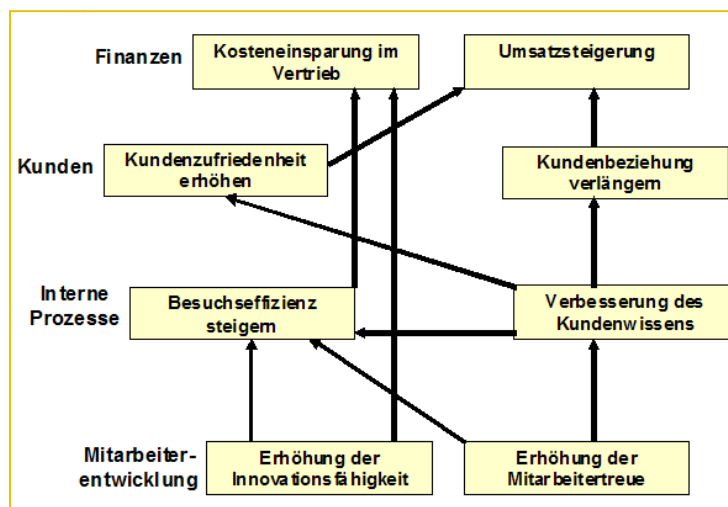 Finanzen
Kosteneinsparung im
Vertrieb
Umsatzsteigerung
Kunden
Kundenzufriedenheit
erhöhen
Kundenbeziehung
verlängern
Interne
Prozesse
Besuchseffizienz
steigern
Verbesserung des
Kundenwissens
Mitarbeiter-
entwicklung
Erhöhung der
Innovationsfähigkeit
Erhöhung der
Mitarbeitertreue